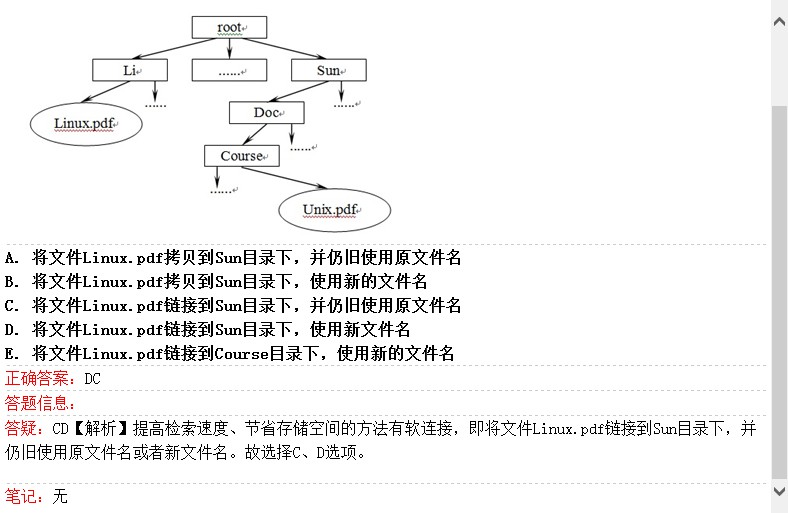 root
Li
......
Sun
......
......
Linux.pdf
Doc
......
Course
......
Unix.pdf
A. 将文件Linux.pdf拷贝到Sun目录下，并仍旧使用原文件名
B. 将文件Linux.pdf拷贝到Sun目录下，使用新的文件名
C. 将文件Linux.pdf链接到Sun目录下，并仍旧使用原文件名
D. 将文件Linux.pdf链接到Sun目录下，使用新文件名
E. 将文件Linux.pdf链接到Course目录下，使用新的文件名
正确答案：DC
答题信息：
答疑：CD【解析】提高检索速度、节省存储空间的方法有软连接，即将文件Linux.pdf链接到Sun目录下，并
仍旧使用原文件名或者新文件名。故选择C、D选项。
笔记：无